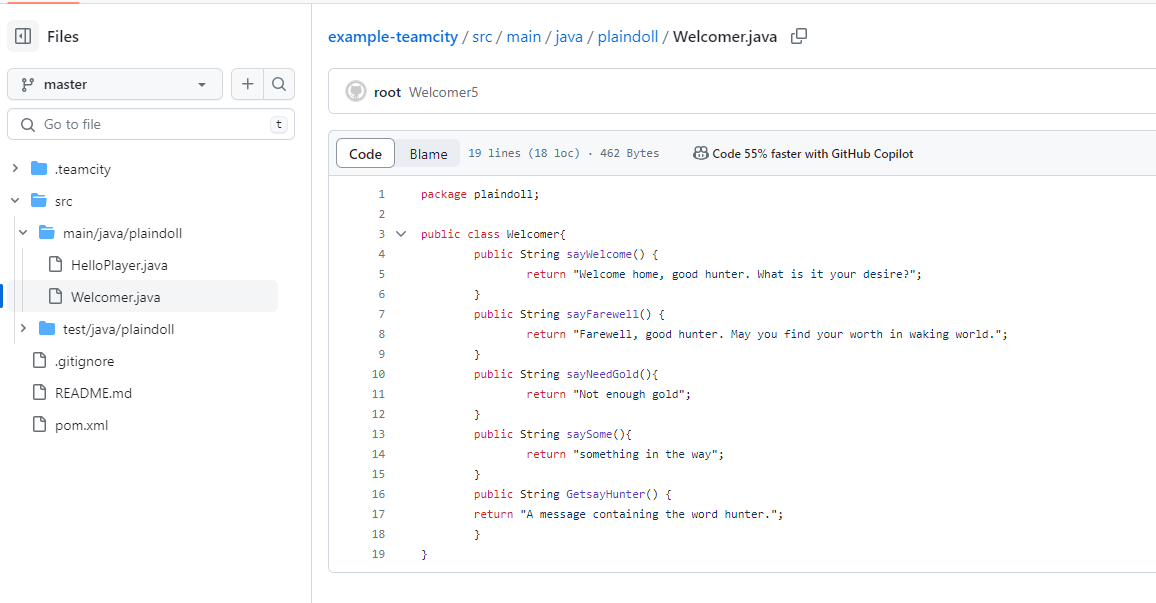 Files
master
Go to file
t
.teamcity
src
main/java/plaindoll
HelloPlayer.java
Welcomer.java
test/java/plaindoll
.gitignore
README.md
pom.xml
example-teamcity / src / main / java / plaindoll / Welcomer.java
root Welcomer5
Code Blame 19 lines (18 loc) · 462 Bytes Code 55% faster with GitHub Copilot
1 package plaindoll;
2
3 public class Welcomer{
4 public String sayWelcome() {
5 return "Welcome home, good hunter. What is it your desire?";
6 }
7 public String sayFarewell() {
8 return "Farewell, good hunter. May you find your worth in waking world.";
9 }
10 public String sayNeedGold(){
11 return "Not enough gold";
12 }
13 public String saySome(){
14 return "something in the way";
15 }
16 public String GetsayHunter() {
17 return "A message containing the word hunter.";
18 }
19 }